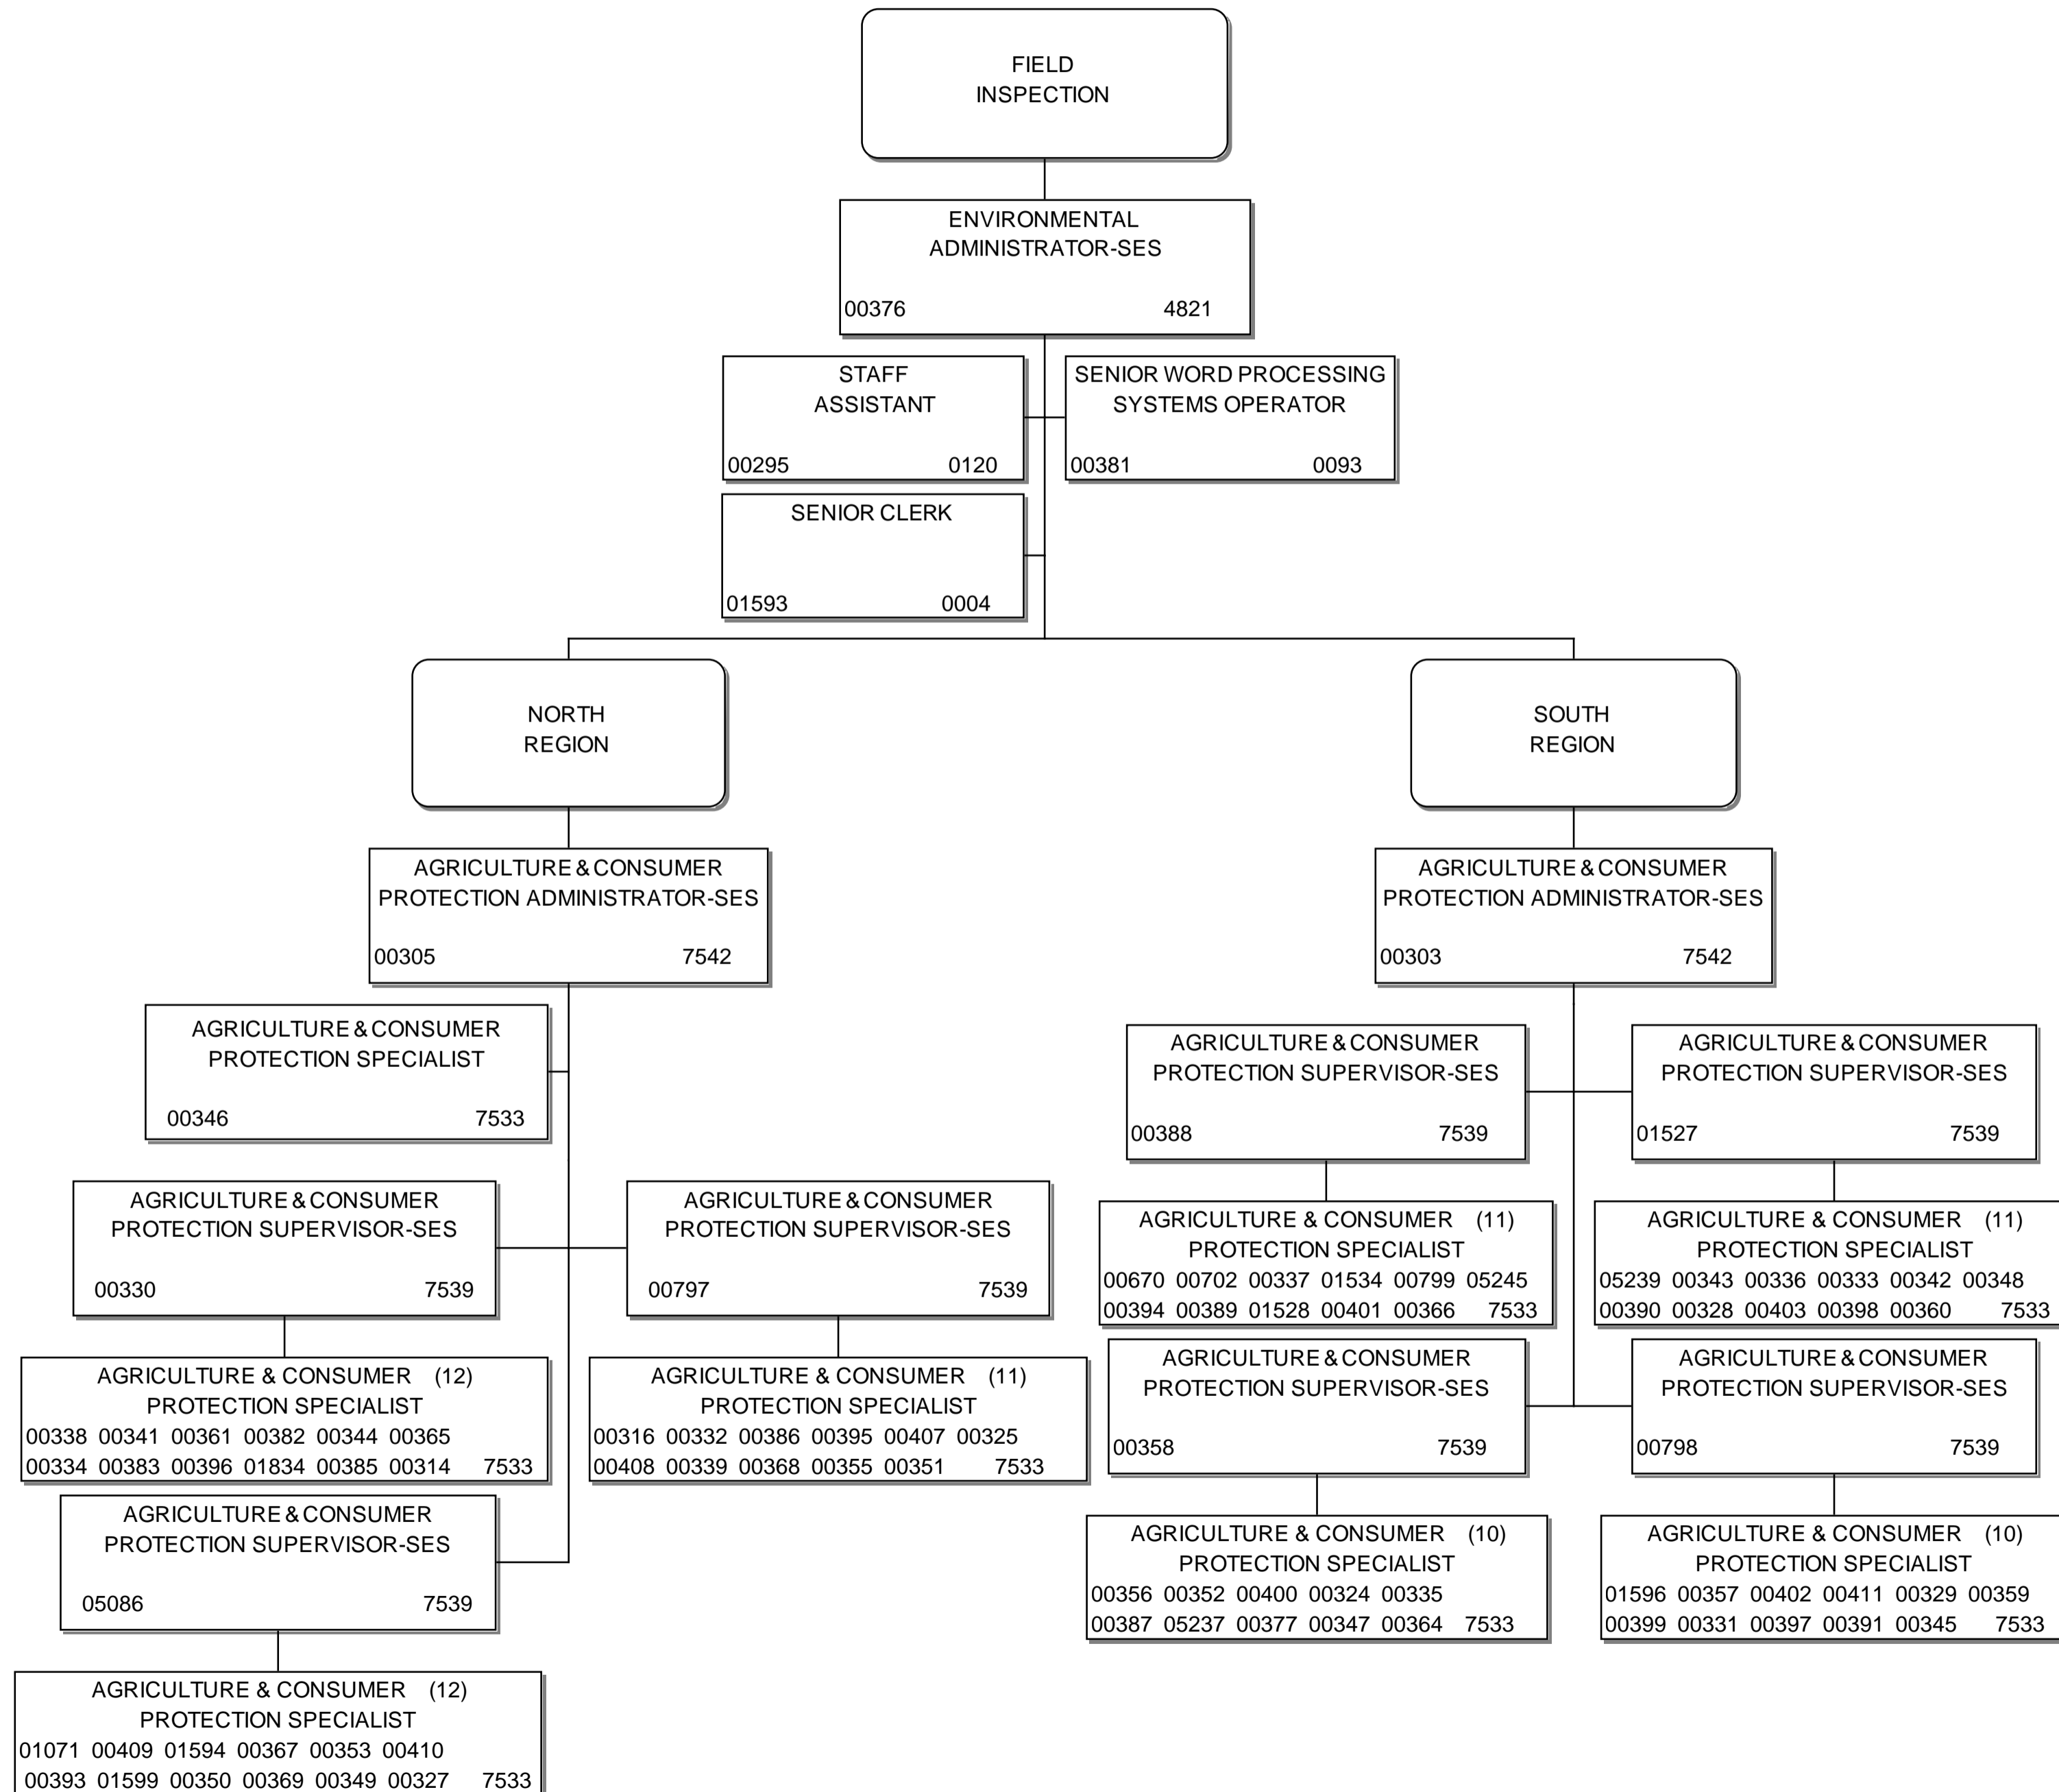 FIELD
INSPECTION
ENVIRONMENTAL
ADMINISTRATOR-SES
00376 4821
STAFF
ASSISTANT
00295 0120
SENIOR WORD PROCESSING
SYSTEMS OPERATOR
00381 0093
SENIOR CLERK
01593 0004
NORTH
REGION
AGRICULTURE & CONSUMER
PROTECTION ADMINISTRATOR-SES
00305 7542
AGRICULTURE & CONSUMER
PROTECTION SPECIALIST
00346 7533
AGRICULTURE & CONSUMER
PROTECTION SUPERVISOR-SES
00330 7539
AGRICULTURE & CONSUMER (12)
PROTECTION SPECIALIST
00338 00341 00361 00382 00344 00365
00334 00383 00396 01834 00385 00314 7533
AGRICULTURE & CONSUMER
PROTECTION SUPERVISOR-SES
00797 7539
AGRICULTURE & CONSUMER (11)
PROTECTION SPECIALIST
00316 00332 00386 00395 00407 00325
00408 00339 00368 00355 00351 7533
AGRICULTURE & CONSUMER
PROTECTION SUPERVISOR-SES
05086 7539
AGRICULTURE & CONSUMER (12)
PROTECTION SPECIALIST
01071 00409 01594 00367 00353 00410
00393 01599 00350 00369 00349 00327 7533
SOUTH
REGION
AGRICULTURE & CONSUMER
PROTECTION ADMINISTRATOR-SES
00303 7542
AGRICULTURE & CONSUMER
PROTECTION SUPERVISOR-SES
00388 7539
AGRICULTURE & CONSUMER (11)
PROTECTION SPECIALIST
00670 00702 00337 01534 00799 05245
00394 00389 01528 00401 00366 7533
AGRICULTURE & CONSUMER
PROTECTION SUPERVISOR-SES
01527 7539
AGRICULTURE & CONSUMER (11)
PROTECTION SPECIALIST
05239 00343 00336 00333 00342 00348
00390 00328 00403 00398 00360 7533
AGRICULTURE & CONSUMER
PROTECTION SUPERVISOR-SES
00358 7539
AGRICULTURE & CONSUMER (10)
PROTECTION SPECIALIST
00356 00352 00400 00324 00335
00387 05237 00377 00347 00364 7533
AGRICULTURE & CONSUMER
PROTECTION SUPERVISOR-SES
00798 7539
AGRICULTURE & CONSUMER (10)
PROTECTION SPECIALIST
01596 00357 00402 00411 00329 00359
00399 00331 00397 00391 00345 7533